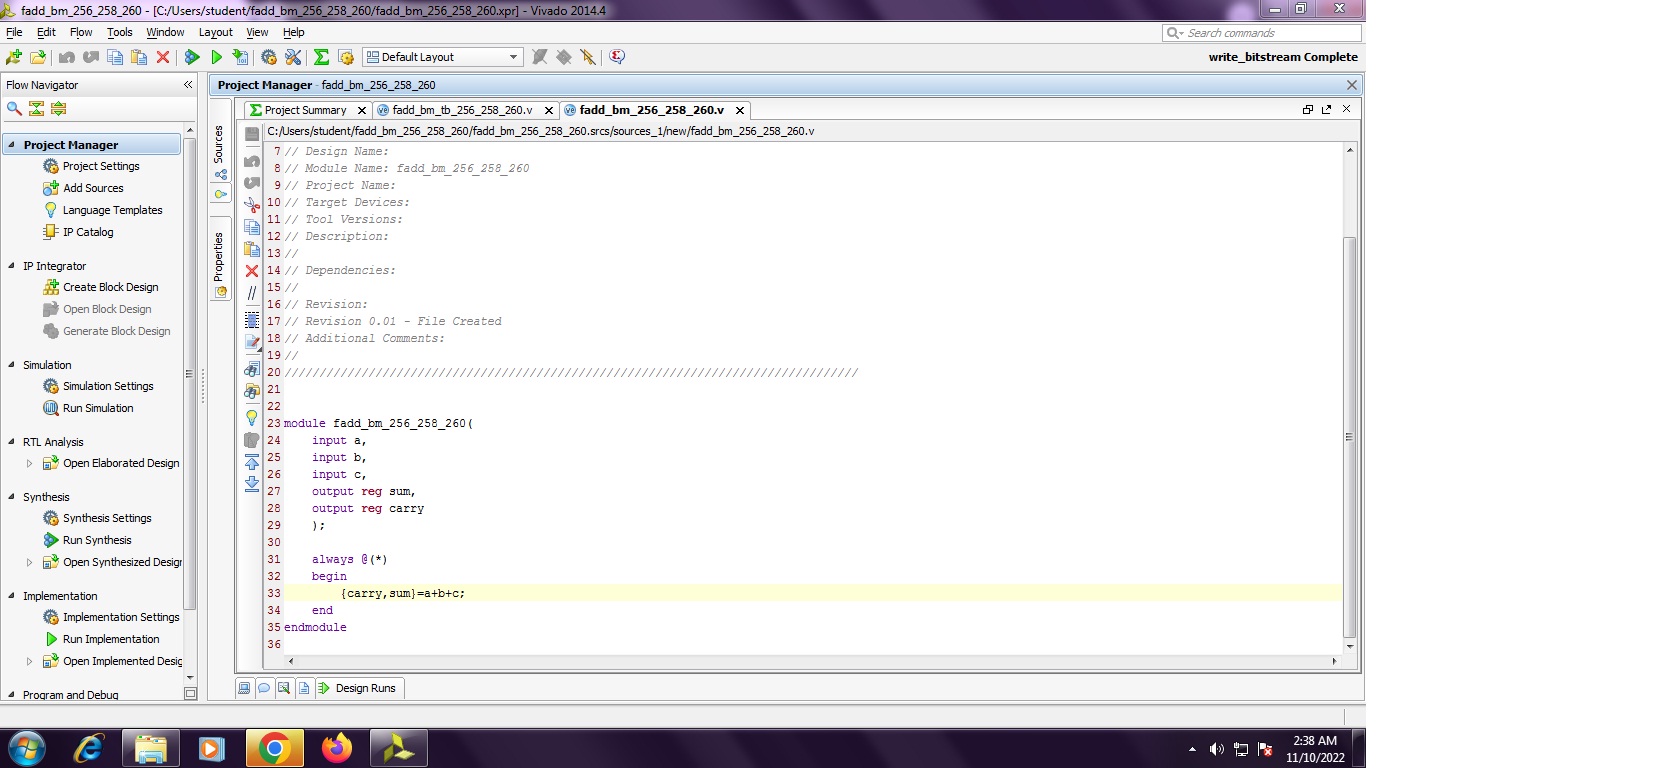 fadd_bm_256_258_260 - [C:/Users/student/fadd_bm_256_258_260/fadd_bm_256_258_260.xpr] - Vivado 2014.4
File Edit Flow Tools Window Layout View Help
Search commands
Default Layout
write_bitstream Complete
Flow Navigator
Project Manager
Project Settings
Add Sources
Language Templates
IP Catalog
IP Integrator
Create Block Design
Open Block Design
Generate Block Design
Simulation
Simulation Settings
Run Simulation
RTL Analysis
Open Elaborated Design
Synthesis
Synthesis Settings
Run Synthesis
Open Synthesized Desigr
Implementation
Implementation Settings
Run Implementation
Open Implemented Desig
Program and Debug
Project Manager - fadd_bm_256_258_260
Sources
Properties
Project Summary fadd_bm_tb_256_258_260.v fadd_bm_256_258_260.v
C:/Users/student/fadd_bm_256_258_260/fadd_bm_256_258_260.srcs/sources_1/new/fadd_bm_256_258_260.v
7 // Design Name:
8 // Module Name: fadd_bm_256_258_260
9 // Project Name:
10 // Target Devices:
11 // Tool Versions:
12 // Description:
13 //
14 // Dependencies:
15 //
16 // Revision:
17 // Revision 0.01 - File Created
18 // Additional Comments:
19 //
20 //////////////////////////////////////////////////////////////////////////////////
21
22
23 module fadd_bm_256_258_260(
24 input a,
25 input b,
26 input c,
27 output reg sum,
28 output reg carry
29 );
30
31 always @(*)
32 begin
33 {carry,sum}=a+b+c;
34 end
35 endmodule
36
Design Runs
2:38 AM
11/10/2022